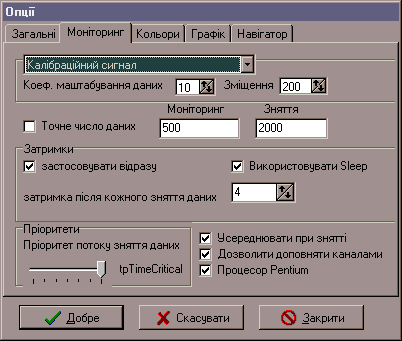 Опції
Загальні Моніторинг Кольори Графік Навігатор
Калібраційний сигнал
Коеф. маштабування даних 10 Зміщення 200
Моніторинг Зняття
Точне число даних 500 2000
Затримки
застосовувати відразу Використовувати Sleep
затримка після кожного зняття даних 4
Пріоритети
Пріоритет потоку зняття даних
tpTimeCritical
Усереднювати при знятті
Дозволити доповняти каналами
Процесор Pentium
Добре Скасувати Закрити